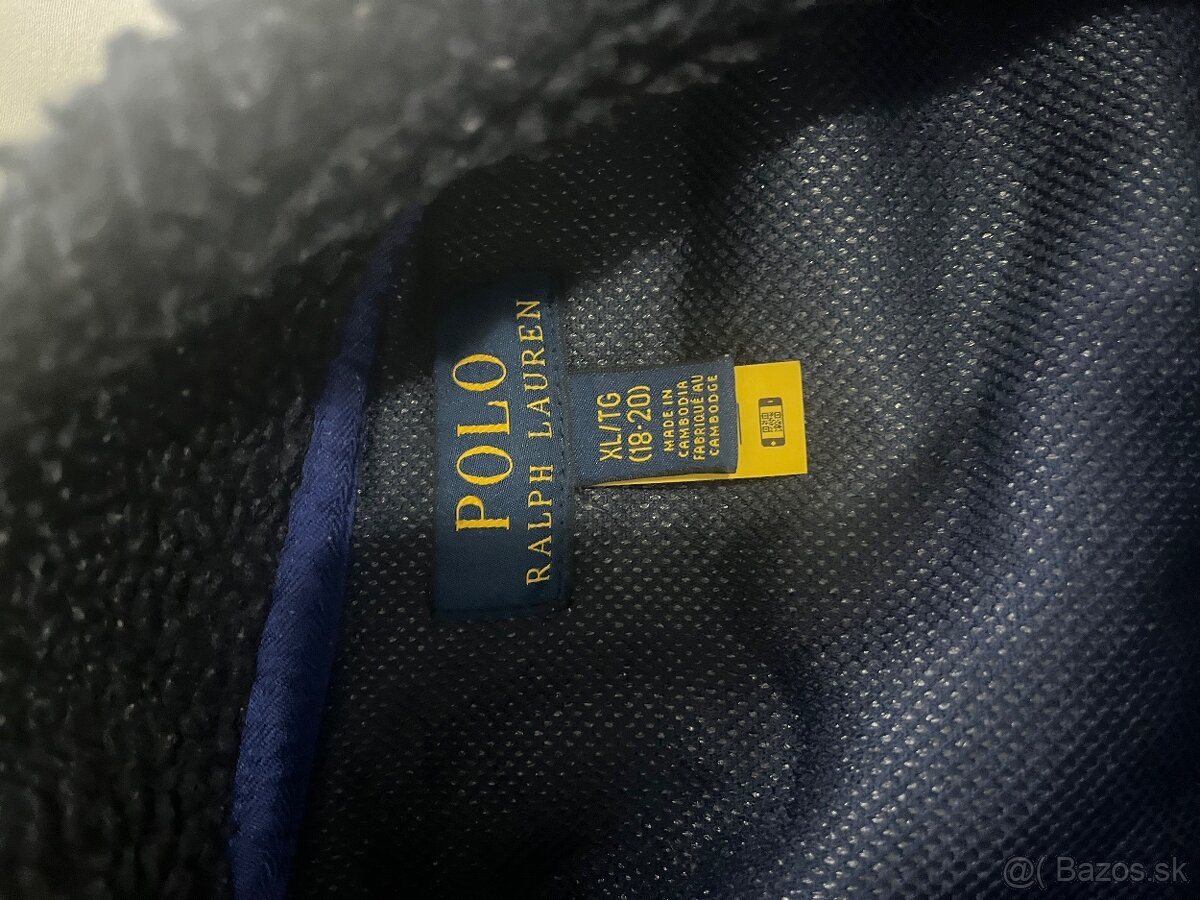 POLO
RALPH LAUREN
XL/TG
(18-20)
MADE IN
CAMBODIA
FABRIQUÉ AU
CAMBODGE
@( Bazos.sk